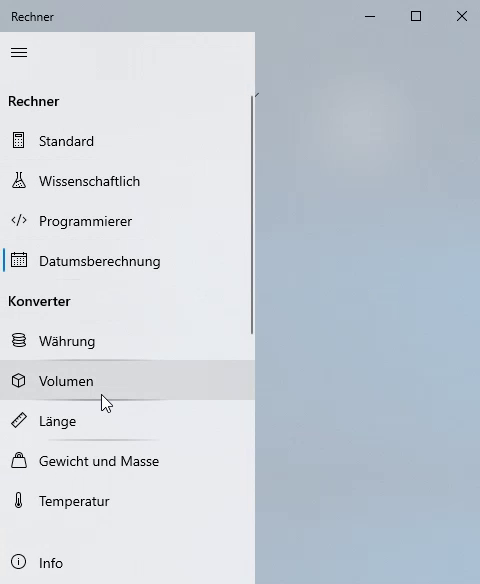 Rechner
Rechner
Standard
Wissenschaftlich
Programmierer
Datumsberechnung
Konverter
Währung
Volumen
Länge
Gewicht und Masse
Temperatur
Info